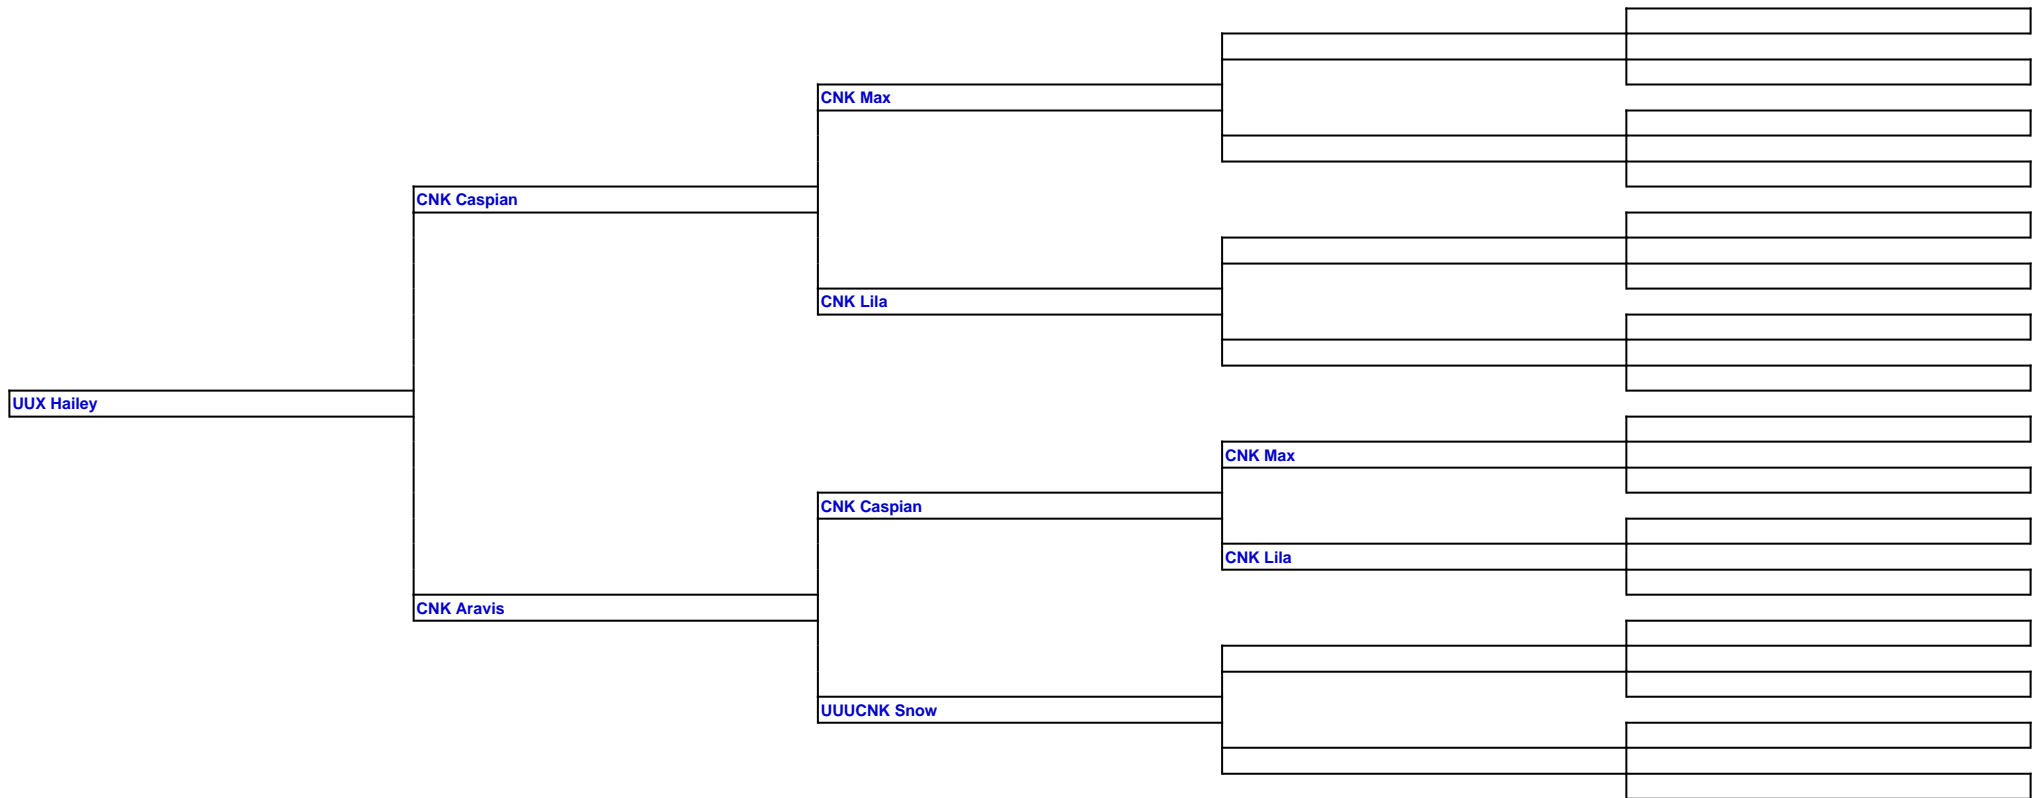 CNK Max
CNK Caspian
CNK Lila
UUX Hailey
CNK Max
CNK Caspian
CNK Lila
CNK Aravis
UUUCNK Snow